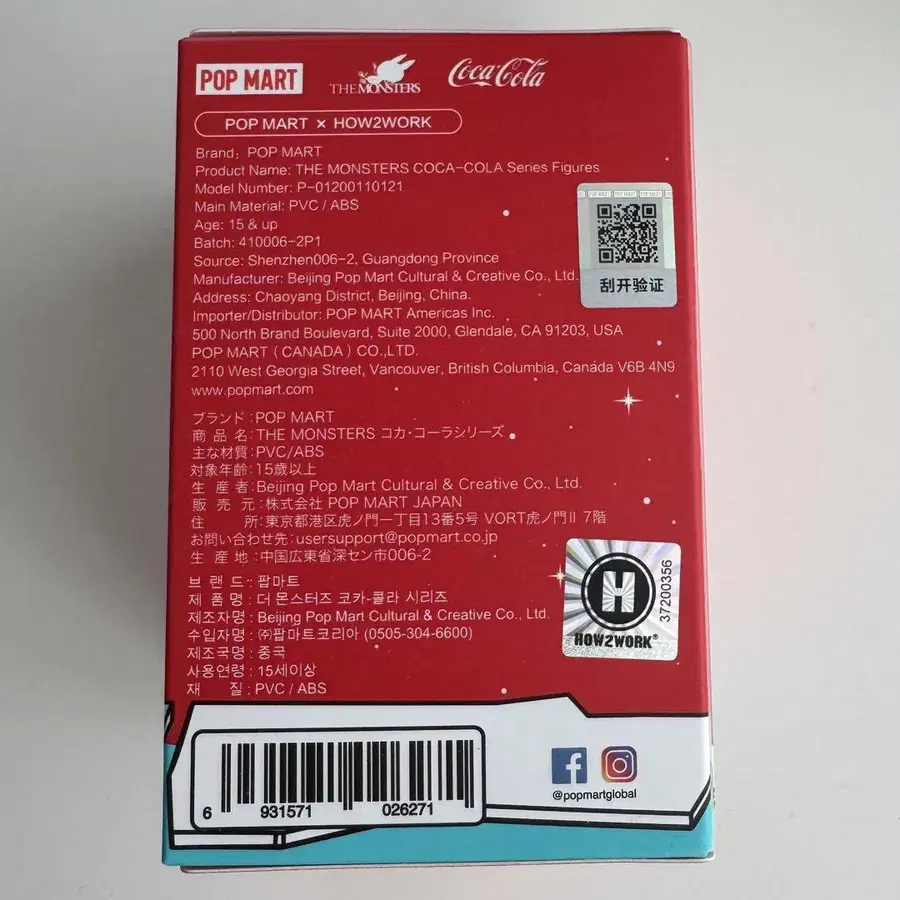 POP MART
THE MONSTERS
Coca-Cola
POP MART × HOW2WORK
Brand: POP MART
Product Name: THE MONSTERS COCA-COLA Series Figures
Model Number: P-01200110121
Main Material: PVC / ABS
Age: 15 & up
Batch: 410006-2P1
Source: Shenzhen006-2, Guangdong Province
Manufacturer: Beijing Pop Mart Cultural & Creative Co., Ltd.
Address: Chaoyang District, Beijing, China.
Importer/Distributor: POP MART Americas Inc.
500 North Brand Boulevard, Suite 2000, Glendale, CA 91203, USA
POP MART (CANADA) CO.,LTD.
2110 West Georgia Street, Vancouver, British Columbia, Canada V6B 4N9
www.popmart.com
POP MART POP MART POP MART
刮开验证
ブランド:POP MART
商品名:THE MONSTERS コカ・コーラシリーズ
主な材質:PVC/ABS
対象年齢:15歳以上
生産者:Beijing Pop Mart Cultural & Creative Co., Ltd.
販売元:株式会社 POP MART JAPAN
住所:東京都港区虎ノ門一丁目13番5号 VORT虎ノ門II 7階
お問い合わせ先:usersupport@popmart.co.jp
生産地:中国広東省深セン市006-2
브랜드 : 팝마트
제품명 : 더 몬스터즈 코카-콜라 시리즈
제조자명 : Beijing Pop Mart Cultural & Creative Co., Ltd.
수입자명 : ㈜팝마트코리아 (0505-304-6600)
제조국명 : 중국
사용연령 : 15세이상
재질 : PVC / ABS
H
HOW2WORK®
37200356
6 931571 026271
@popmartglobal